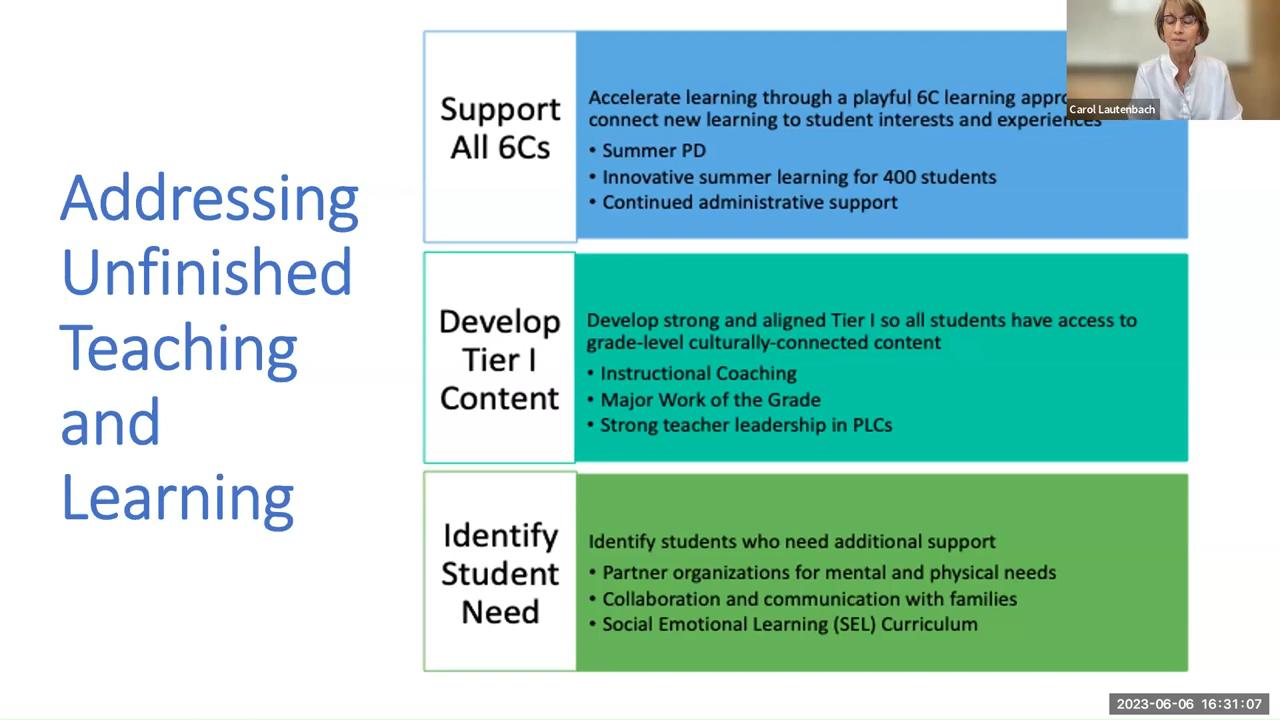 Addressing
Unfinished
Teaching
and
Learning
Support
All 6Cs
Accelerate learning through a playful 6C learning
connect new learning to student interests and experiences
• Summer PD
• Innovative summer learning for 400 students
• Continued administrative support
Develop
Tier I
Content
Develop strong and aligned Tier I so all students have access to
grade-level culturally-connected content
• Instructional Coaching
• Major Work of the Grade
• Strong teacher leadership in PLCs
Identify
Student
Need
Identify students who need additional support
• Partner organizations for mental and physical needs
• Collaboration and communication with families
• Social Emotional Learning (SEL) Curriculum
Carol Lautenbach
2023-06-06 16:31:07